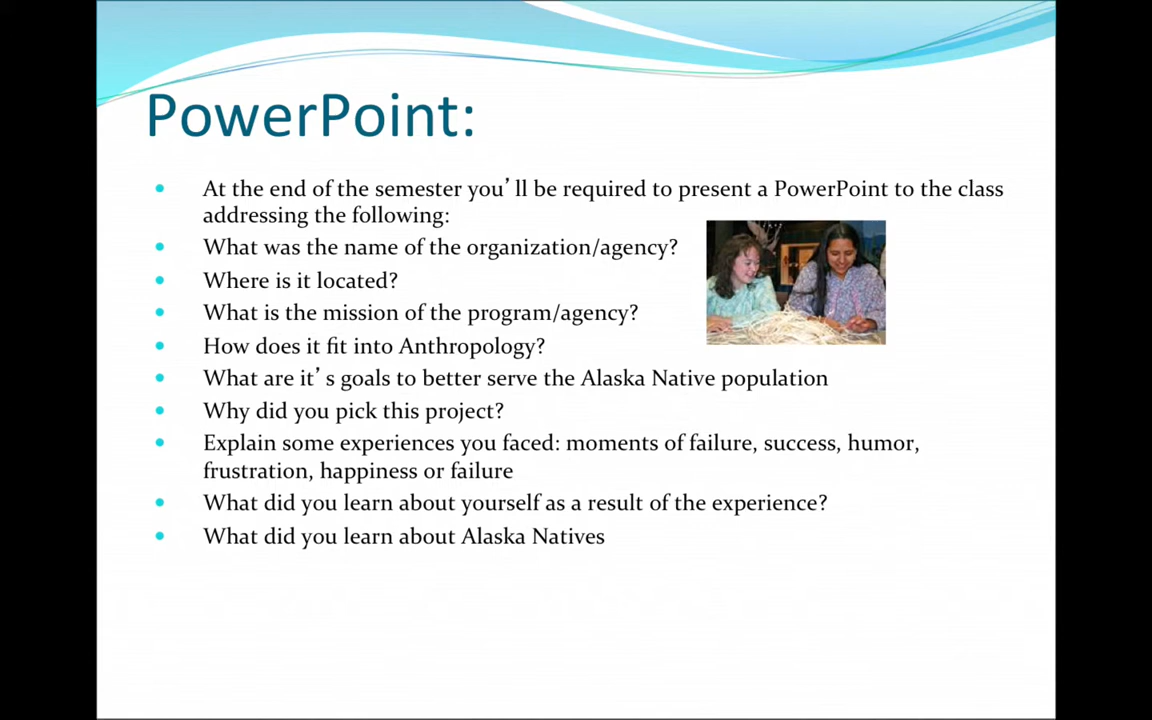 PowerPoint:
At the end of the semester you’ll be required to present a PowerPoint to the class
addressing the following:
What was the name of the organization/agency?
Where is it located?
What is the mission of the program/agency?
How does it fit into Anthropology?
What are it’s goals to better serve the Alaska Native population
Why did you pick this project?
Explain some experiences you faced: moments of failure, success, humor,
frustration, happiness or failure
What did you learn about yourself as a result of the experience?
What did you learn about Alaska Natives